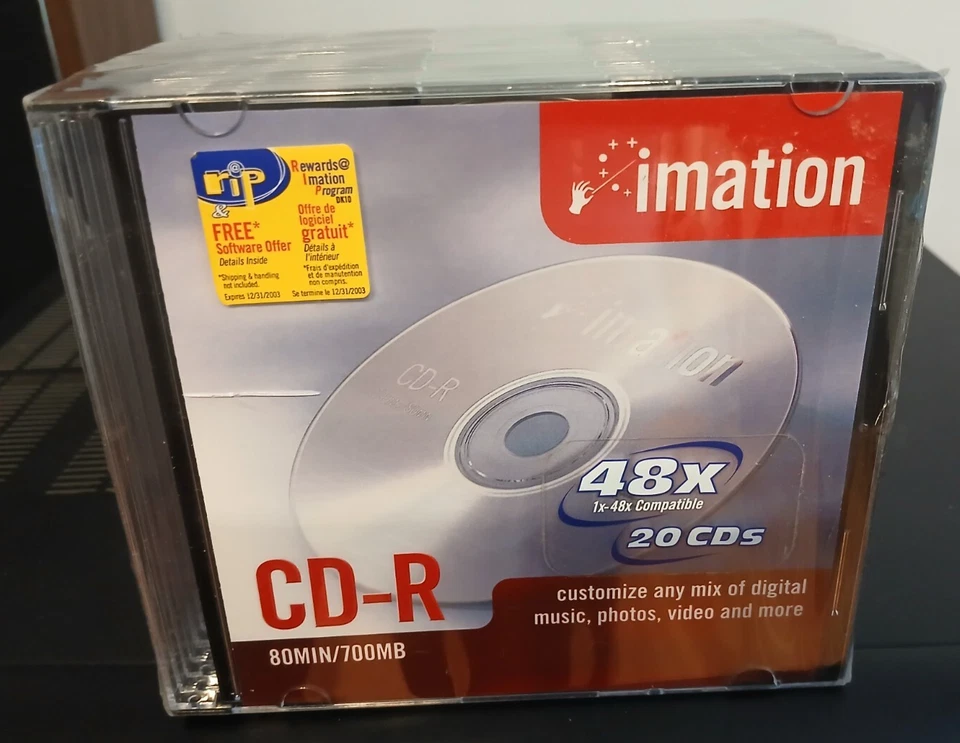 imation
r@ip
&
Rewards@
Imation
Program
DK10
FREE*
Software Offer
Details Inside
*Shipping & handling
not included.
Expires 12/31/2003
Offre de
logiciel
gratuit*
Détails à
l'intérieur
*Frais d'expédition
et de manutention
non compris.
Se termine le 12/31/2003
imation
CD-R
48x
1x-48x Compatible
20 CDs
CD-R
80MIN/700MB
customize any mix of digital
music, photos, video and more